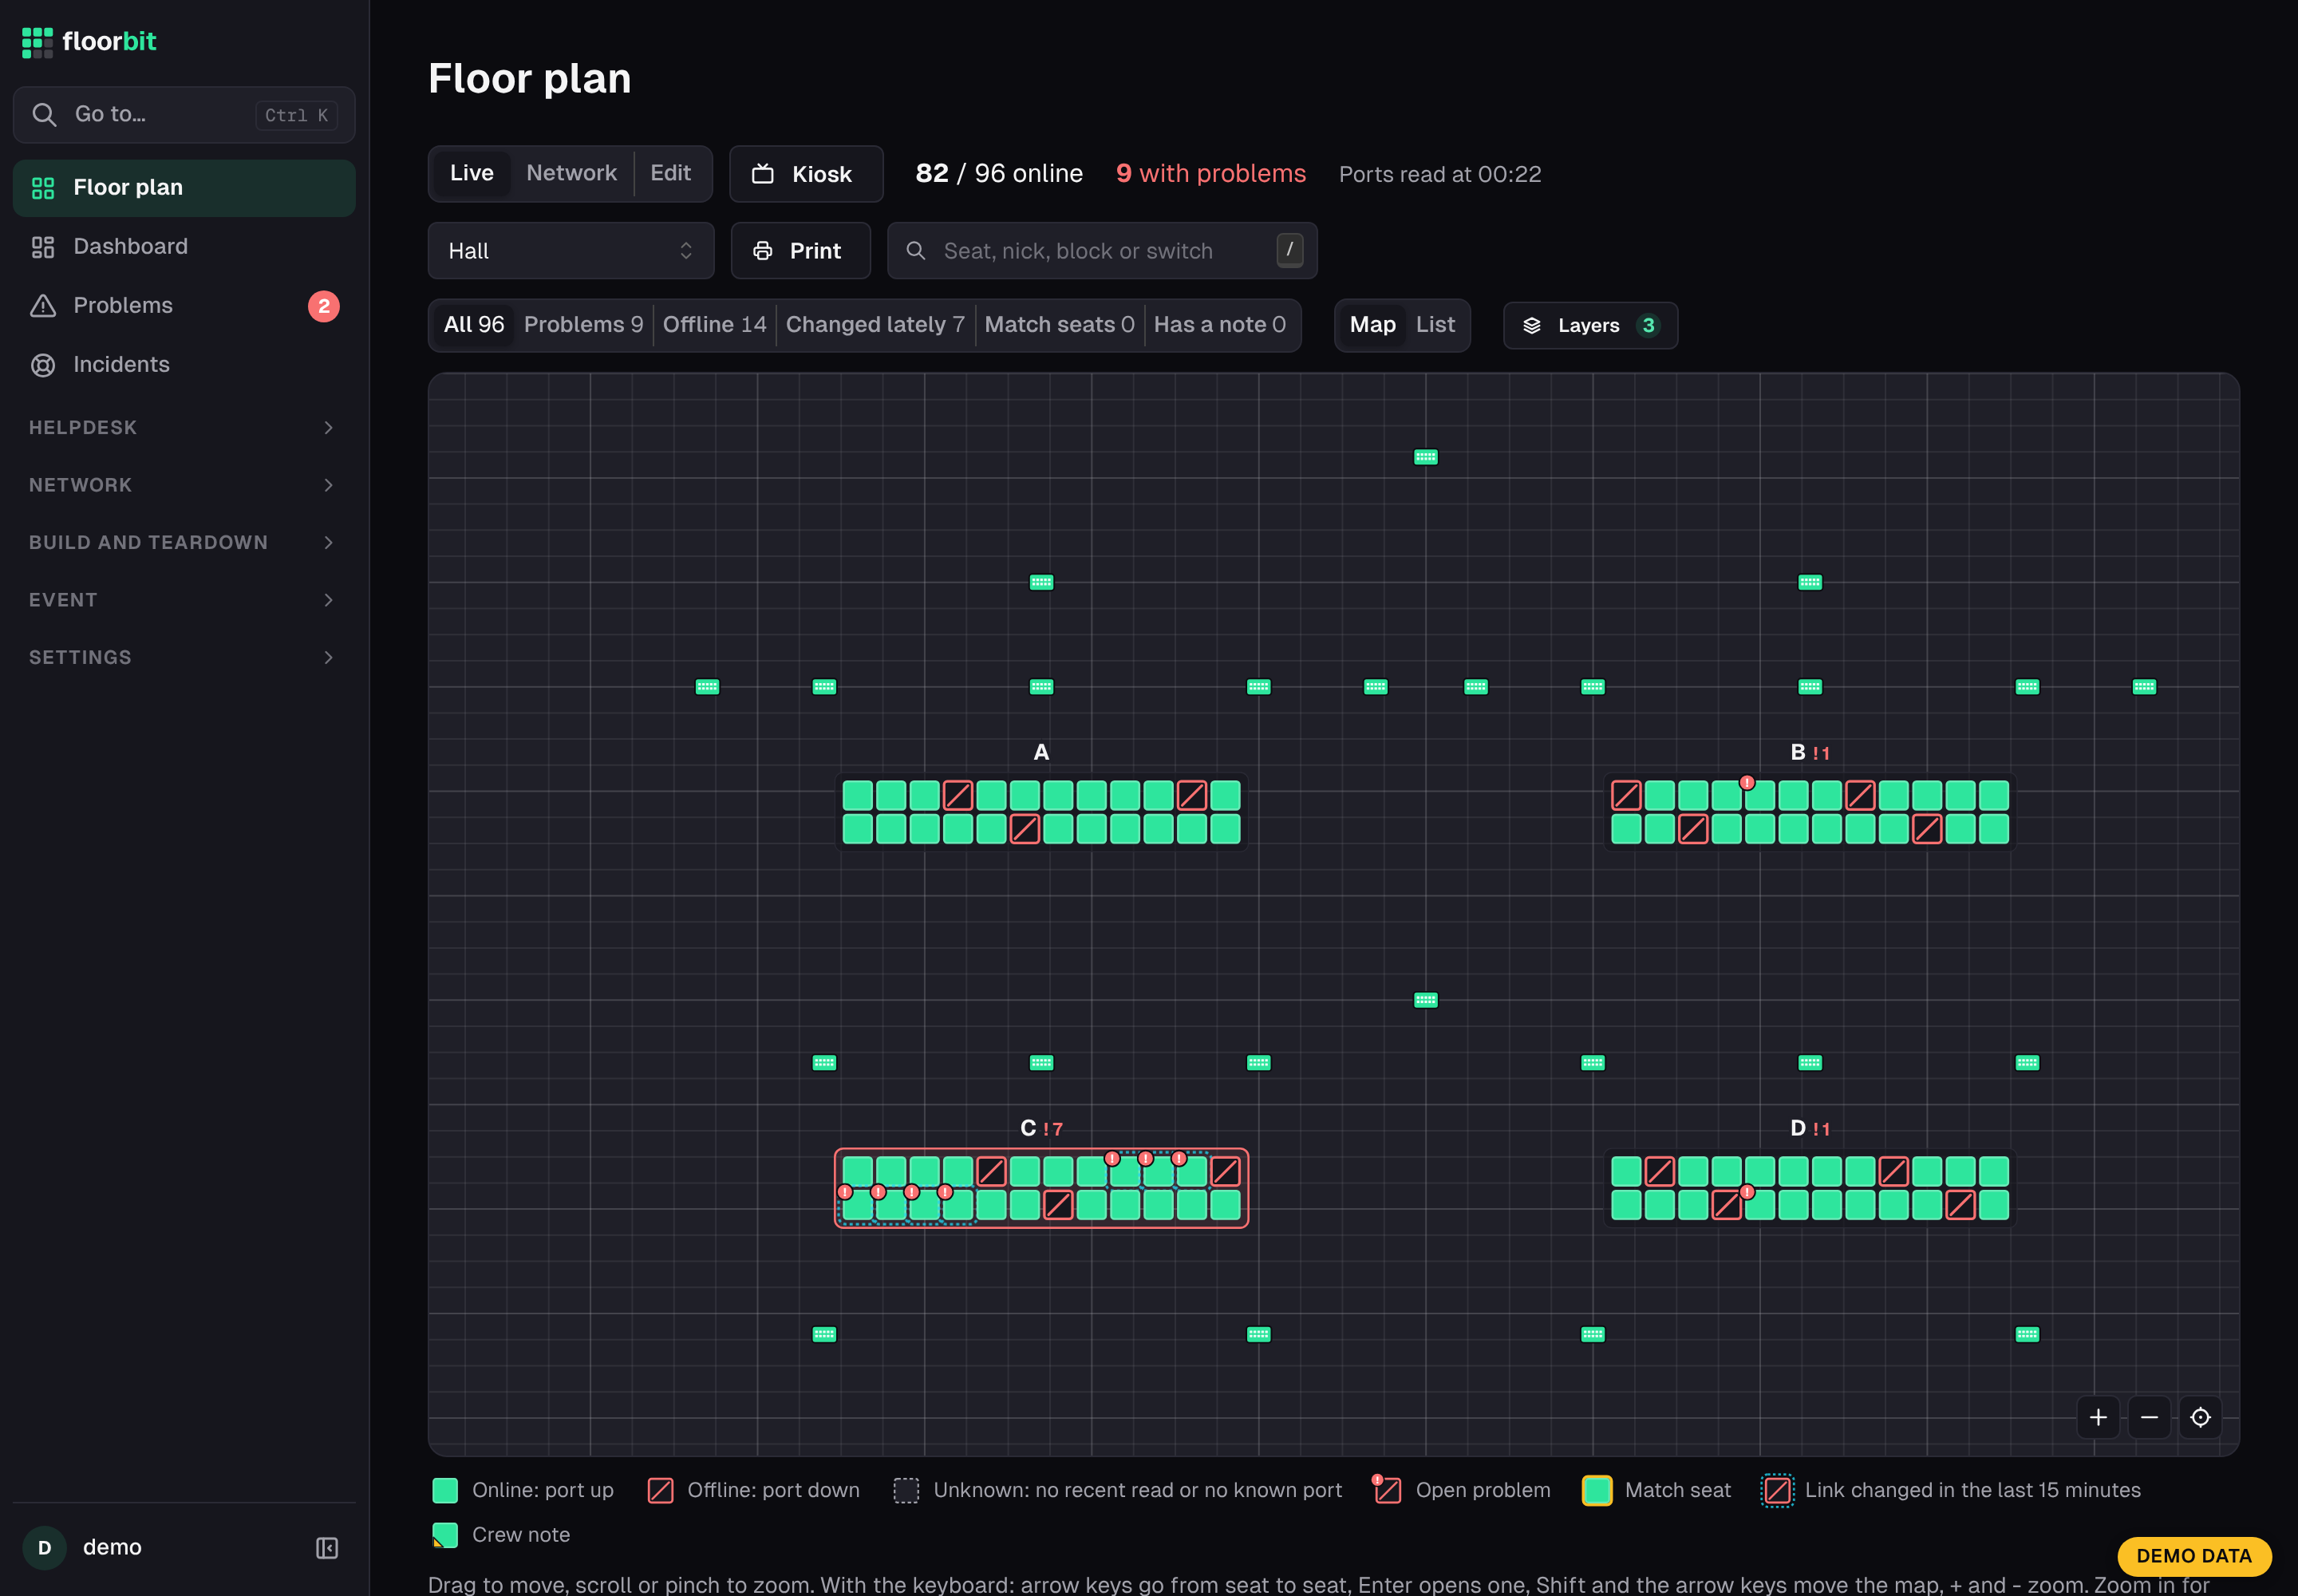 floorbit
Go to... Ctrl K
Floor plan
Dashboard
Problems 2
Incidents
HELPDESK
NETWORK
BUILD AND TEARDOWN
EVENT
SETTINGS
D demo
Floor plan
Live Network Edit Kiosk 82 / 96 online 9 with problems Ports read at 00:22
Hall Print Seat, nick, block or switch /
All 96 Problems 9 Offline 14 Changed lately 7 Match seats 0 Has a note 0 Map List Layers 3
A B !1
C !7 D !1
Online: port up Offline: port down Unknown: no recent read or no known port Open problem Match seat Link changed in the last 15 minutes
Crew note
DEMO DATA
Drag to move, scroll or pinch to zoom. With the keyboard: arrow keys go from seat to seat, Enter opens one, Shift and the arrow keys move the map, + and - zoom. Zoom in for